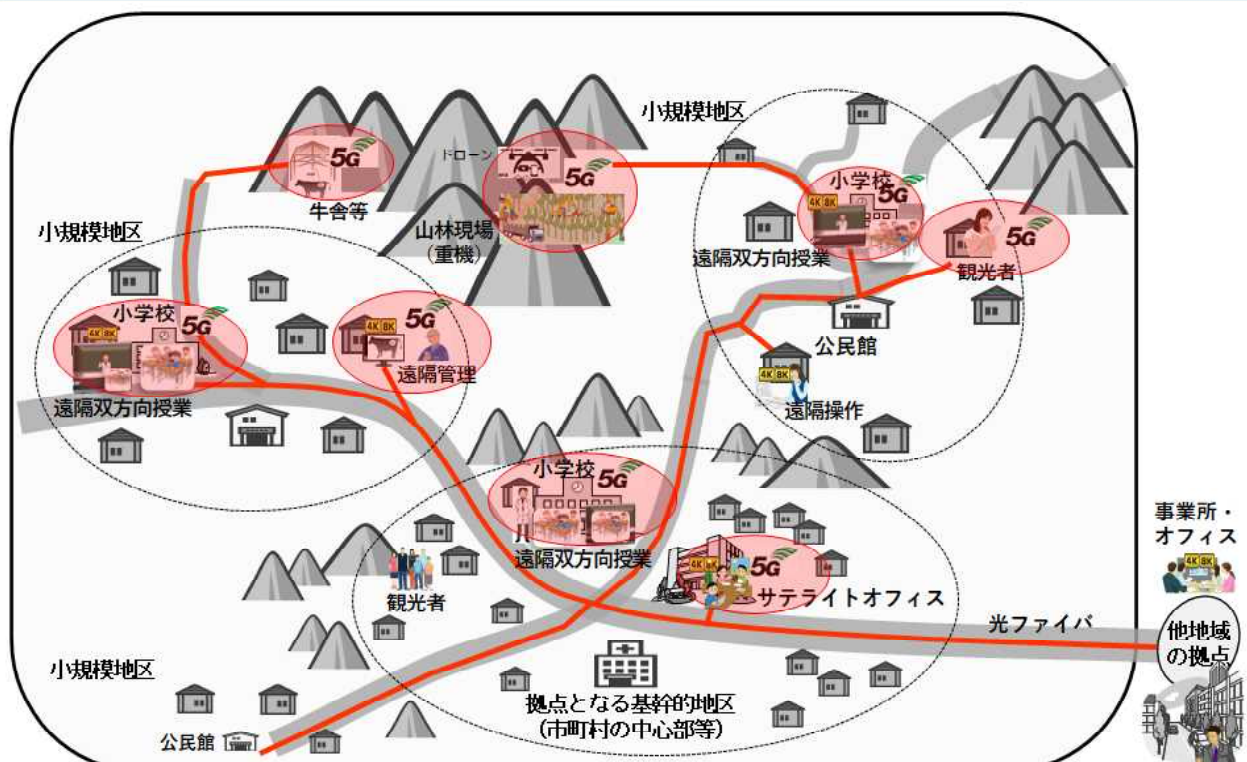 小規模地区
ドローン
5G
5G
牛舎等
山林現場
(重機)
小規模地区
小学校
5G
4K 8K
遠隔双方向授業
5G
観光者
小学校
5G
4K 8K
遠隔双方向授業
5G
4K 8K
遠隔管理
公民館
4K 8K
遠隔操作
小学校
5G
遠隔双方向授業
観光者
4K 8K
5G
サテライトオフィス
事業所・
オフィス
4K 8K
光ファイバ
他地域
の拠点
小規模地区
拠点となる基幹的地区
(市町村の中心部等)
公民館